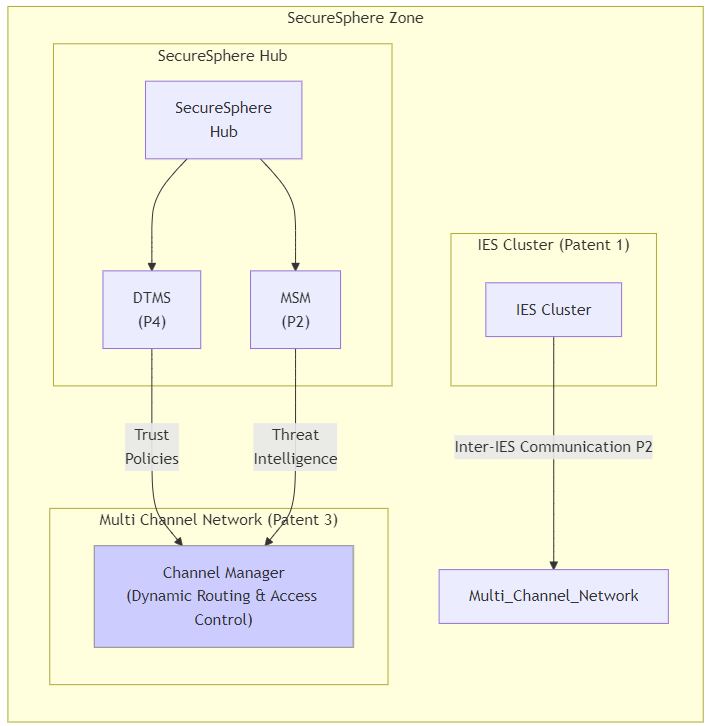 SecureSphere Zone
SecureSphere Hub
SecureSphere
Hub
IES Cluster (Patent 1)
DTMS
(P4)
MSM
(P2)
IES Cluster
Trust
Policies
Threat
Intelligence
Inter-IES Communication P2
Multi Channel Network (Patent 3)
Channel Manager
(Dynamic Routing & Access
Control)
Multi_Channel_Network